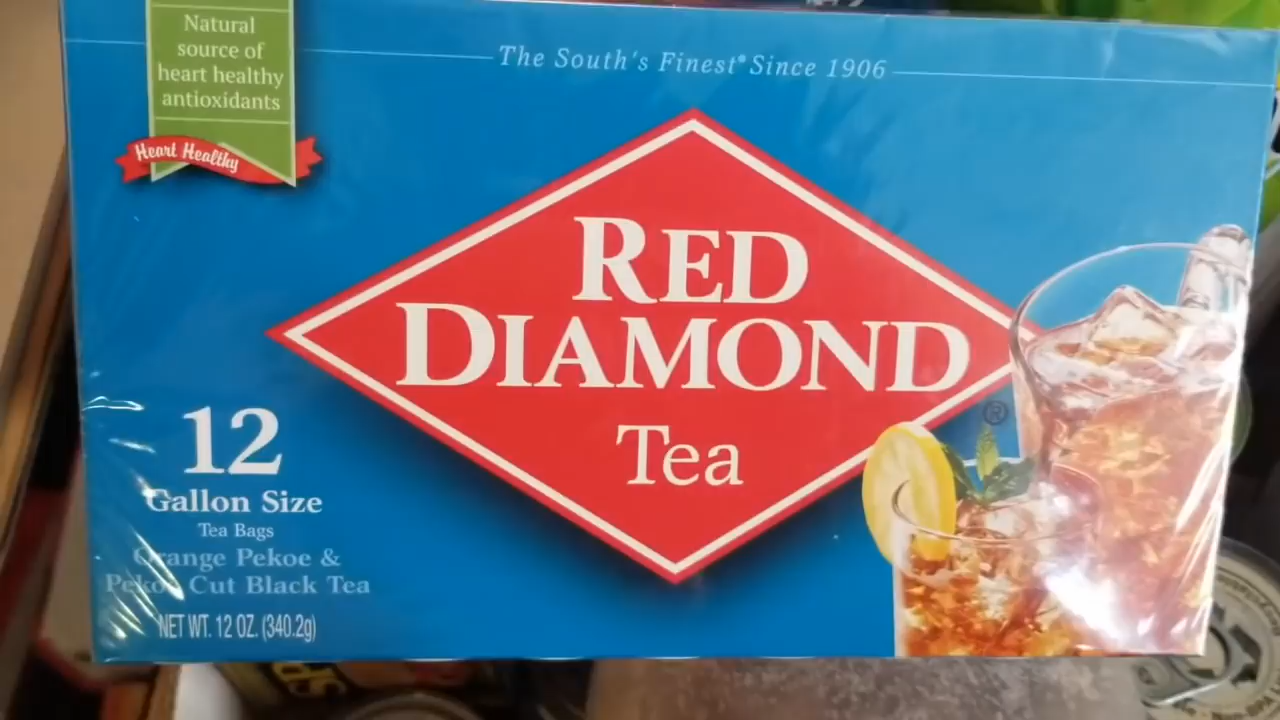 Natural
source of
heart healthy
antioxidants
Heart Healthy
The South's Finest® Since 1906
RED
DIAMOND
®
Tea
12
Gallon Size
Tea Bags
Orange Pekoe &
Pekoe Cut Black Tea
NET WT. 12 OZ. (340.2g)